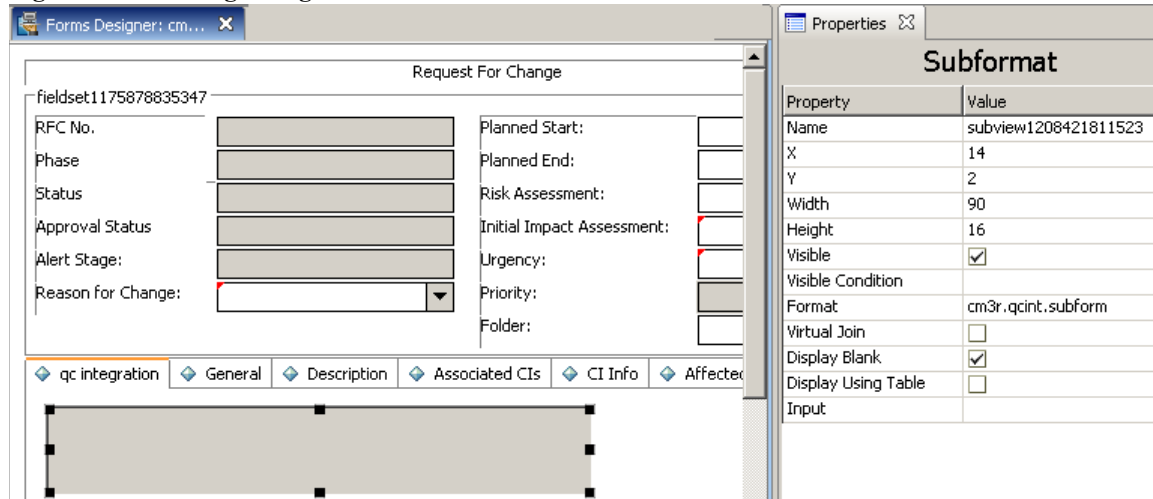 Forms Designer: cm...
Request For Change
fieldset1175878835347
RFC No.
Phase
Status
Approval Status
Alert Stage:
Reason for Change:
Planned Start:
Planned End:
Risk Assessment:
Initial Impact Assessment:
Urgency:
Priority:
Folder:
qc integration General Description Associated CIs CI Info Affected
Properties
Subformat
Property Value
Name subview1208421811523
X 14
Y 2
Width 90
Height 16
Visible
Visible Condition
Format cm3r.qcint.subform
Virtual Join
Display Blank
Display Using Table
Input